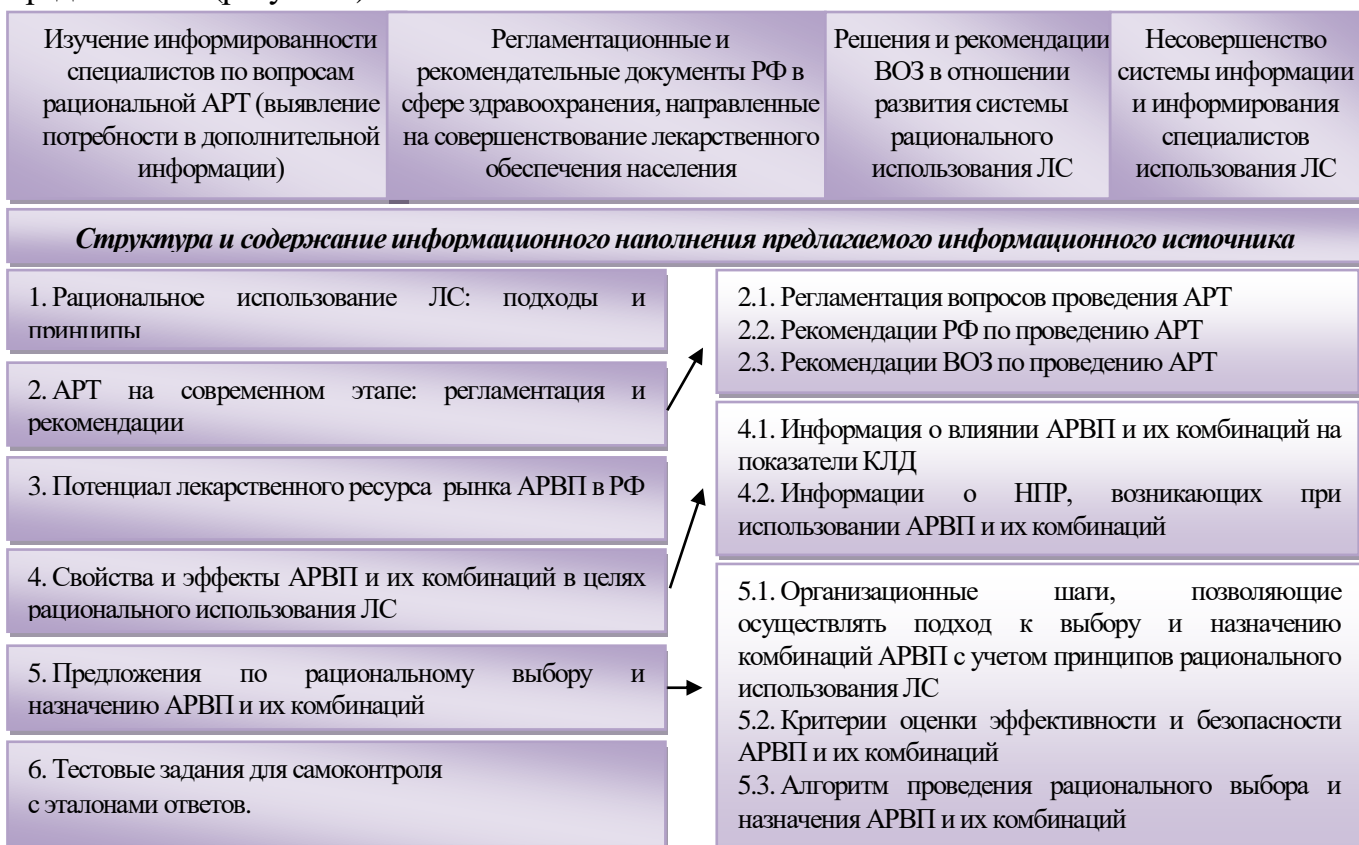 Изучение информированности
специалистов по вопросам
рациональной АРТ (выявление
потребности в дополнительной
информации)
Регламентационные и
рекомендательные документы РФ в
сфере здравоохранения, направленные
на совершенствование лекарственного
обеспечения населения
Решения и рекомендации
ВОЗ в отношении
развития системы
рационального
использования ЛС
Несовершенство
системы информации
и информирования
специалистов
использования ЛС
Структура и содержание информационного наполнения предлагаемого информационного источника
1. Рациональное использование ЛС: подходы и
принципы
2. АРТ на современном этапе: регламентация и
рекомендации
3. Потенциал лекарственного ресурса рынка АРВП в РФ
4. Свойства и эффекты АРВП и их комбинаций в целях
рационального использования ЛС
5. Предложения по рациональному выбору и
назначению АРВП и их комбинаций
6. Тестовые задания для самоконтроля
с эталонами ответов.
2.1. Регламентация вопросов проведения АРТ
2.2. Рекомендации РФ по проведению АРТ
2.3. Рекомендации ВОЗ по проведению АРТ
4.1. Информация о влиянии АРВП и их комбинаций на
показатели КЛД
4.2. Информации о НПР, возникающих при
использовании АРВП и их комбинаций
5.1. Организационные шаги, позволяющие
осуществлять подход к выбору и назначению
комбинаций АРВП с учетом принципов рационального
использования ЛС
5.2. Критерии оценки эффективности и безопасности
АРВП и их комбинаций
5.3. Алгоритм проведения рационального выбора и
назначения АРВП и их комбинаций